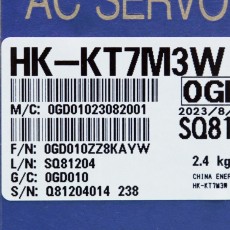 AC SERVO
HK-KT7M3W
0GD
M/C: 0GD01023082001
2023/8/
SQ81
F/N: 0GD010ZZ8KAYW
L/N: SQ81204
2.4 kg
G/C: 0GD010
CHINA ENER
S/N: Q81204014 238
HK-KT7M3W